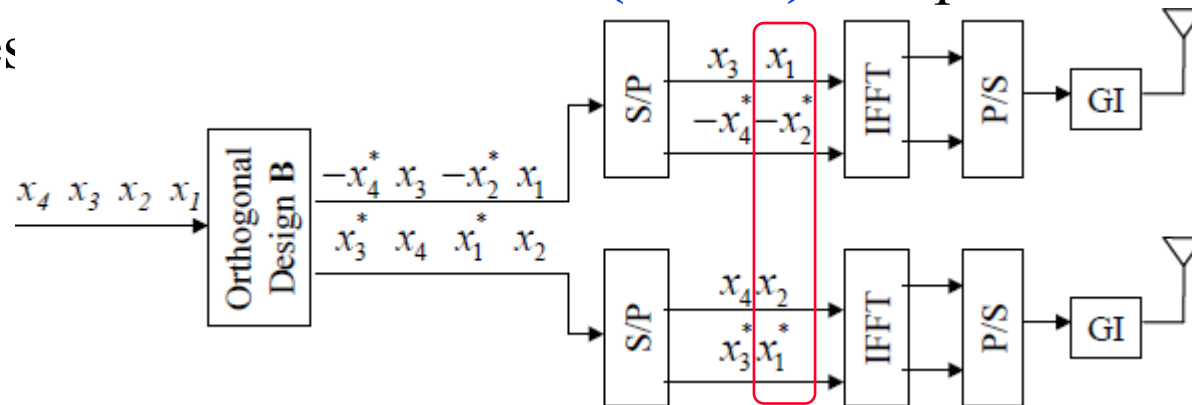 x₄ x₃ x₂ x₁
Orthogonal
Design B
−x₄* x₃ −x₂* x₁
x₃* x₄ x₁* x₂
S/P
x₃ x₁
−x₄* −x₂*
IFFT
P/S
GI
S/P
x₄ x₂
x₃* x₁*
IFFT
P/S
GI